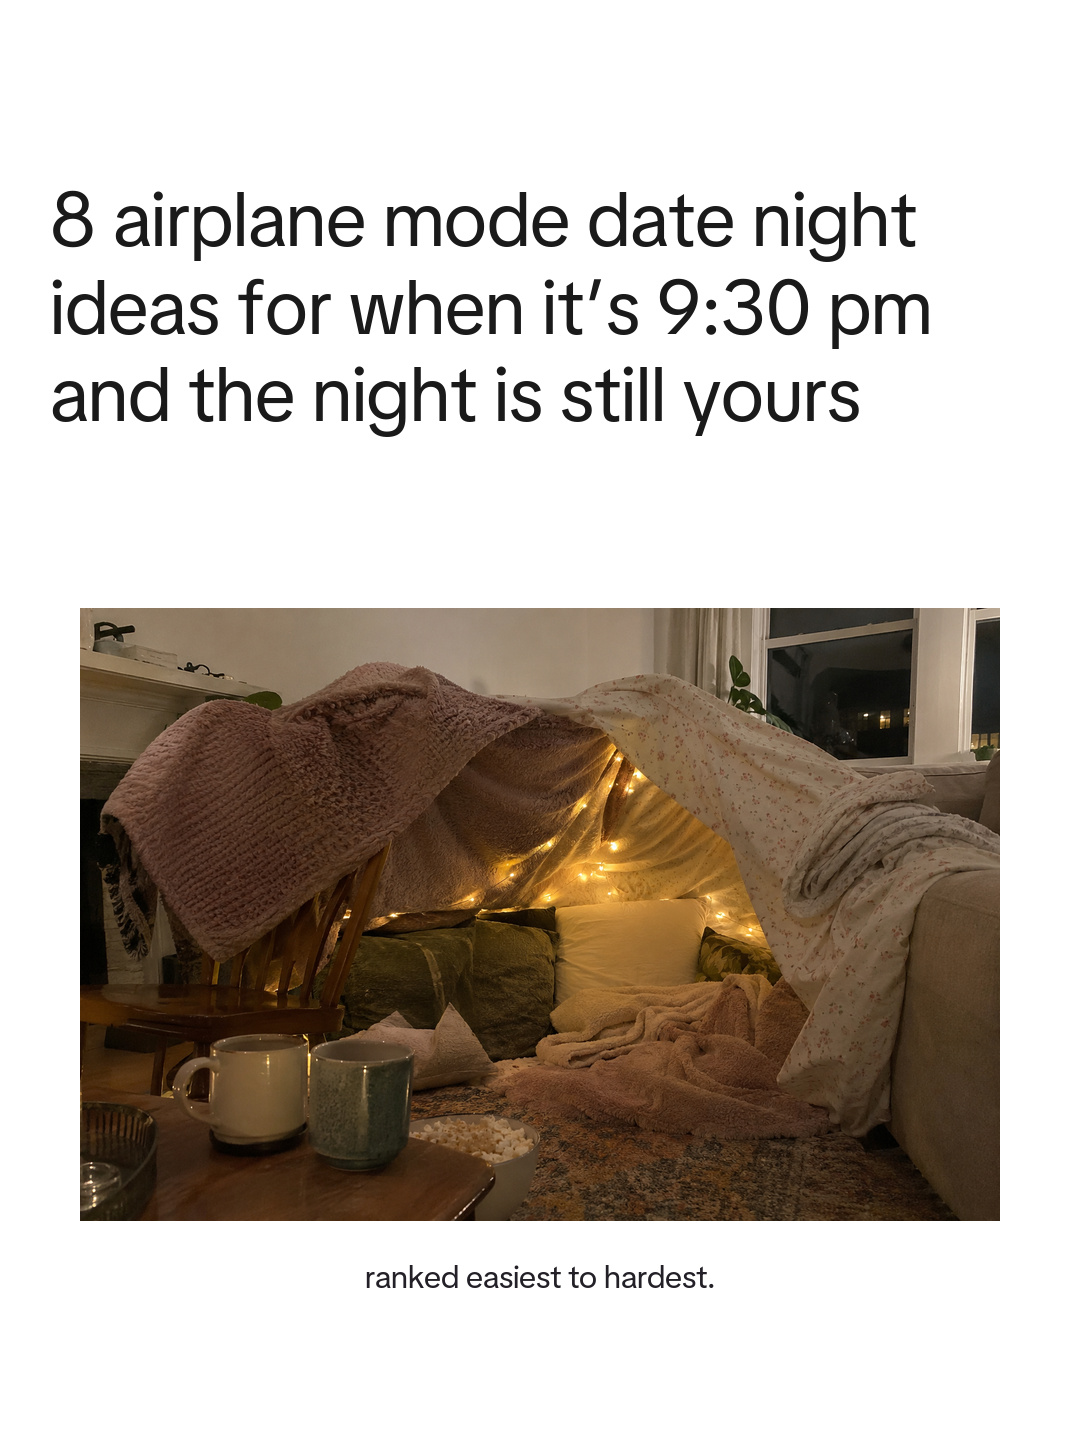 8 airplane mode date night
ideas for when it’s 9:30 pm
and the night is still yours
ranked easiest to hardest.